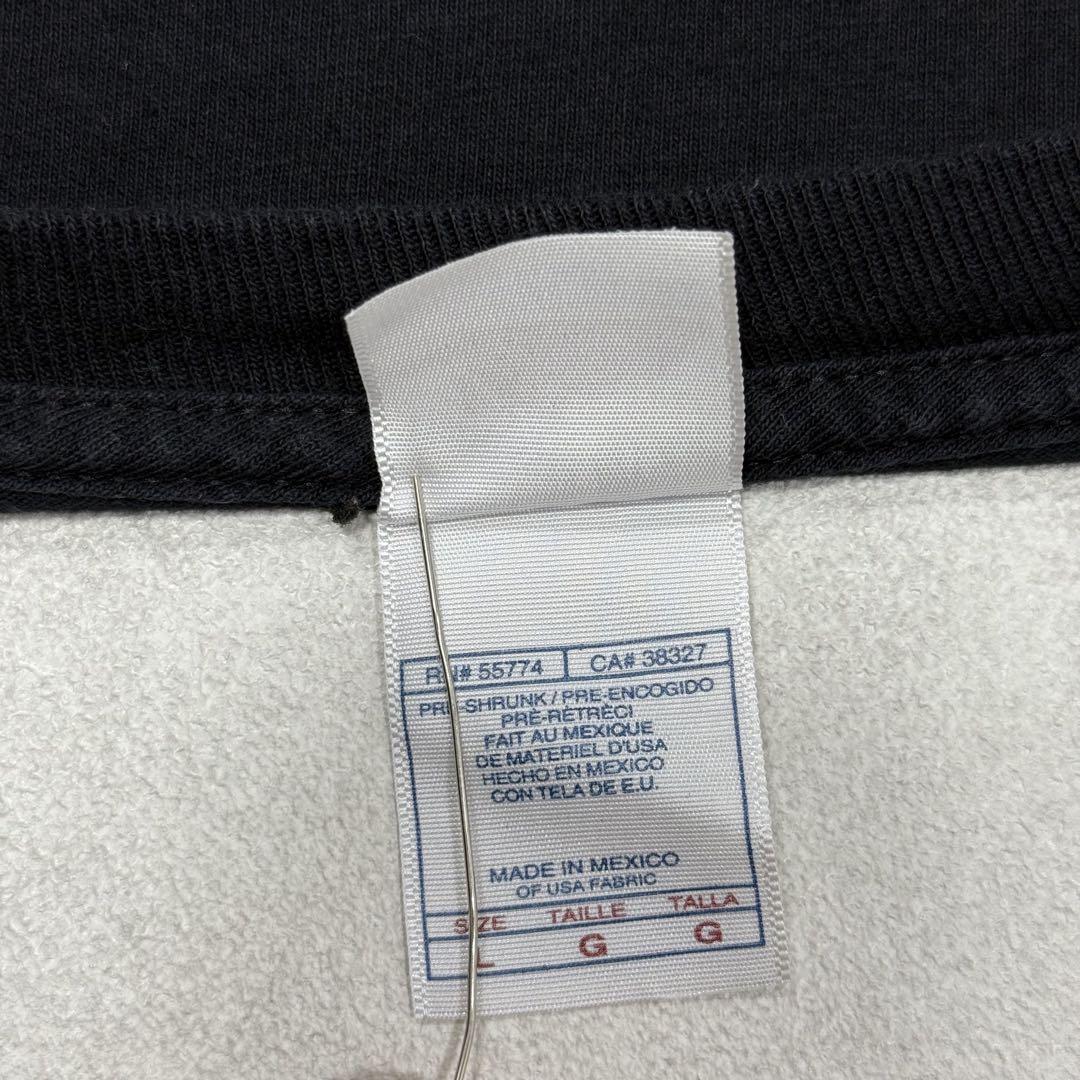 RN# 55774 CA# 38327
PRE-SHRUNK / PRE-ENCOGIDO
PRÉ-RÉTRÉCI
FAIT AU MEXIQUE
DE MATERIEL D'USA
HECHO EN MEXICO
CON TELA DE E.U.
MADE IN MEXICO
OF USA FABRIC
SIZE TAILLE TALLA
L G G